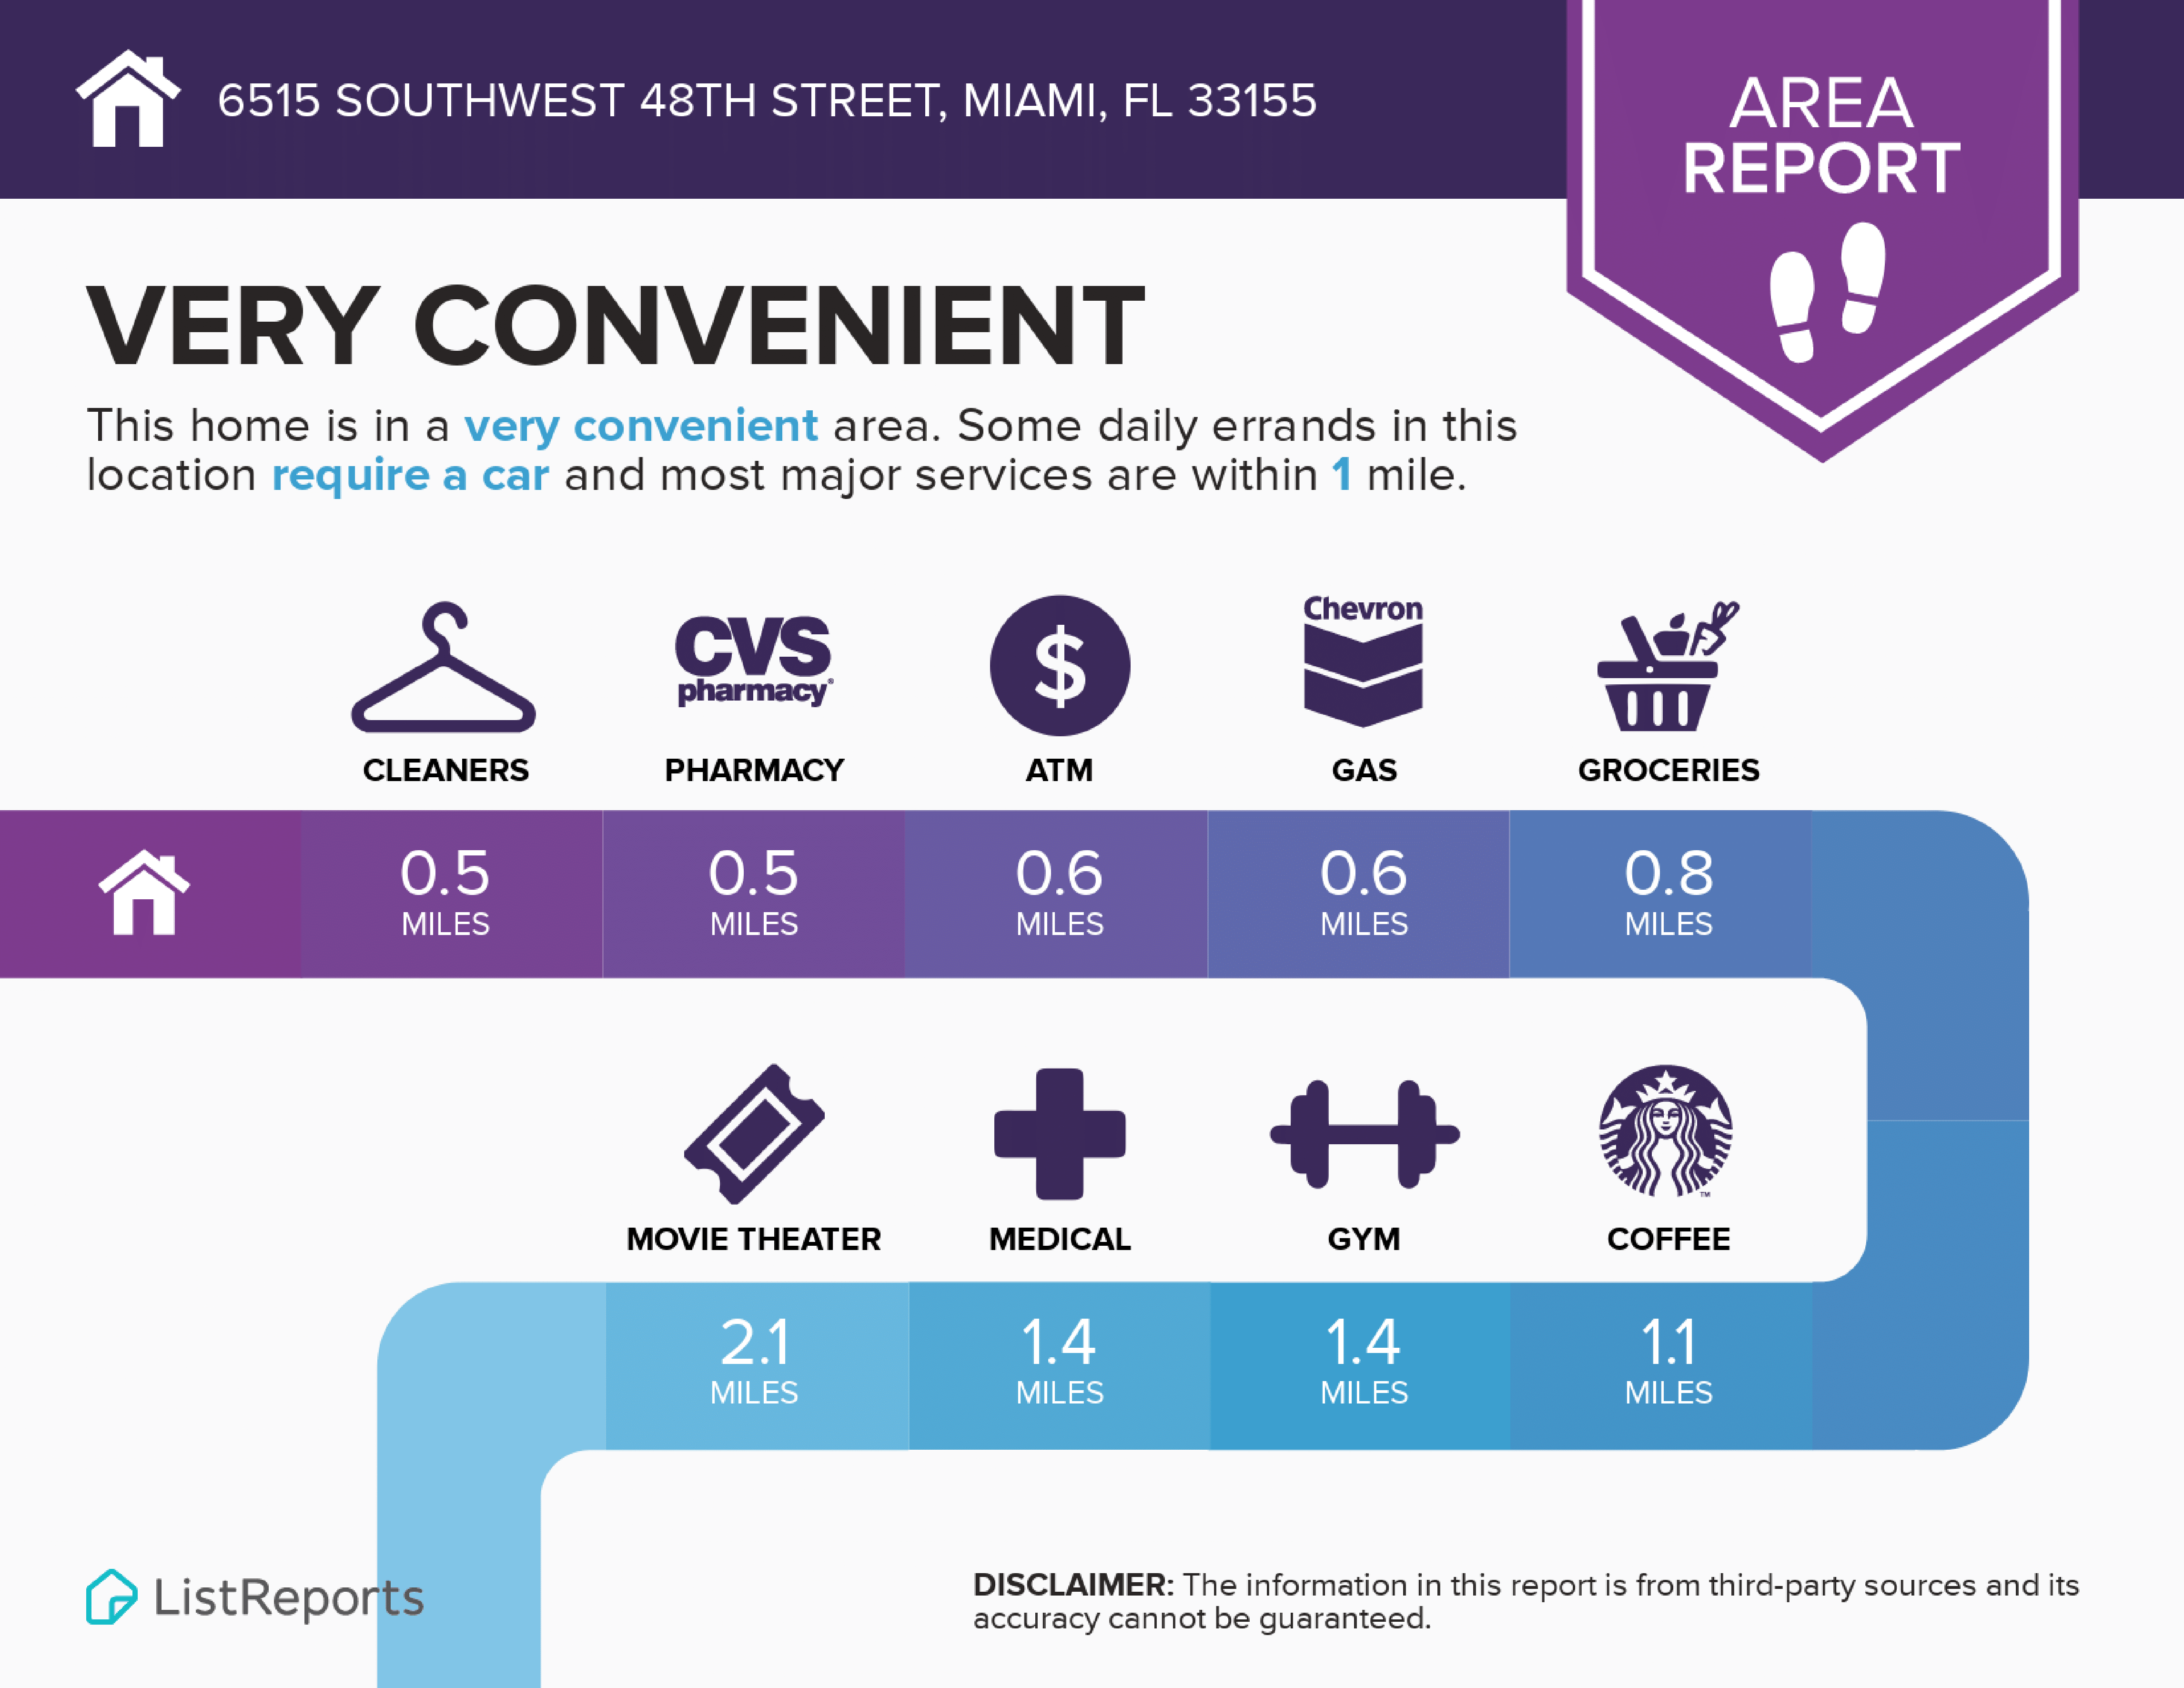 6515 SOUTHWEST 48TH STREET, MIAMI, FL 33155
AREA
REPORT
VERY CONVENIENT
This home is in a very convenient area. Some daily errands in this
location require a car and most major services are within 1 mile.
CVS
pharmacy®
$
Chevron
CLEANERS
PHARMACY
ATM
GAS
GROCERIES
0.5
MILES
0.5
MILES
0.6
MILES
0.6
MILES
0.8
MILES
TM
MOVIE THEATER
MEDICAL
GYM
COFFEE
2.1
MILES
1.4
MILES
1.4
MILES
1.1
MILES
ListReports
DISCLAIMER: The information in this report is from third-party sources and its
accuracy cannot be guaranteed.